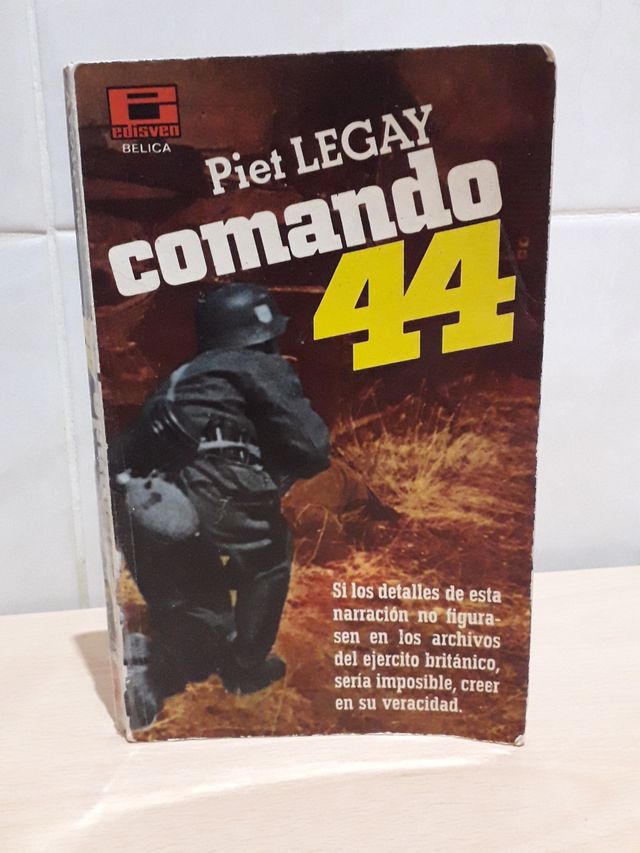 edisven
BELICA
Piet LEGAY
comando
44
Si los detalles de esta
narración no figura-
sen en los archivos
del ejercito británico,
sería imposible, creer
en su veracidad.